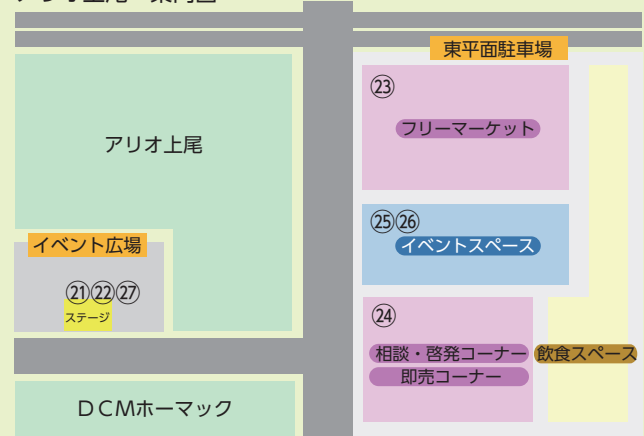 東平面駐車場
㉓
フリーマーケット
アリオ上尾
㉕㉖
イベントスペース
イベント広場
㉑㉒㉗
ステージ
㉔
相談・啓発コーナー
飲食スペース
即売コーナー
DCMホーマック